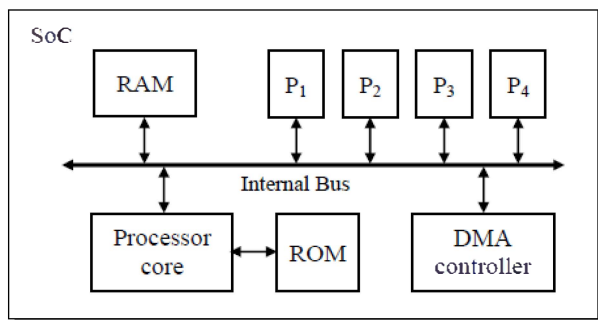 SoC
RAM
P1
P2
P3
P4
Internal Bus
Processor
core
ROM
DMA
controller